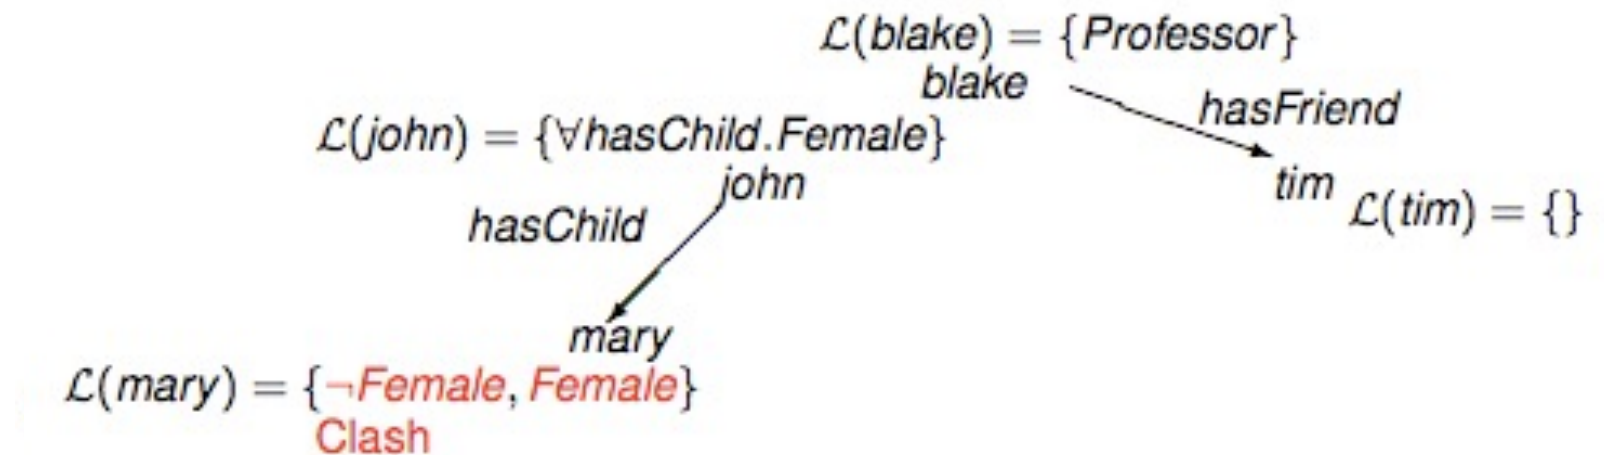 ℒ(blake) = {Professor}
blake
hasFriend
ℒ(john) = {∀hasChild.Female}
john
tim
ℒ(tim) = {}
hasChild
mary
ℒ(mary) = {¬Female, Female}
Clash